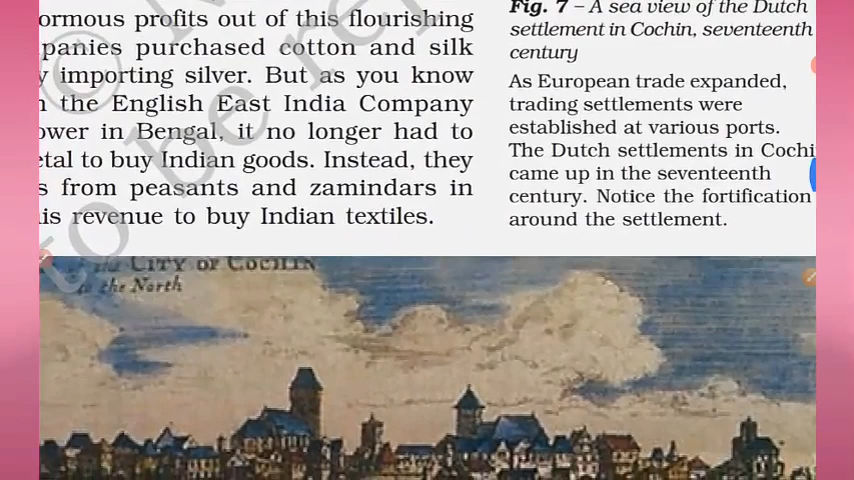 ormous profits out of this flourishing
panies purchased cotton and silk
y importing silver. But as you know
the English East India Company
ower in Bengal, it no longer had to
etal to buy Indian goods. Instead, they
s from peasants and zamindars in
is revenue to buy Indian textiles.
Fig. 7 – A sea view of the Dutch
settlement in Cochin, seventeenth
century
As European trade expanded,
trading settlements were
established at various ports.
The Dutch settlements in Cochi
came up in the seventeenth
century. Notice the fortification
around the settlement.
CITY OF COCHIN
to the North
© N
to be re